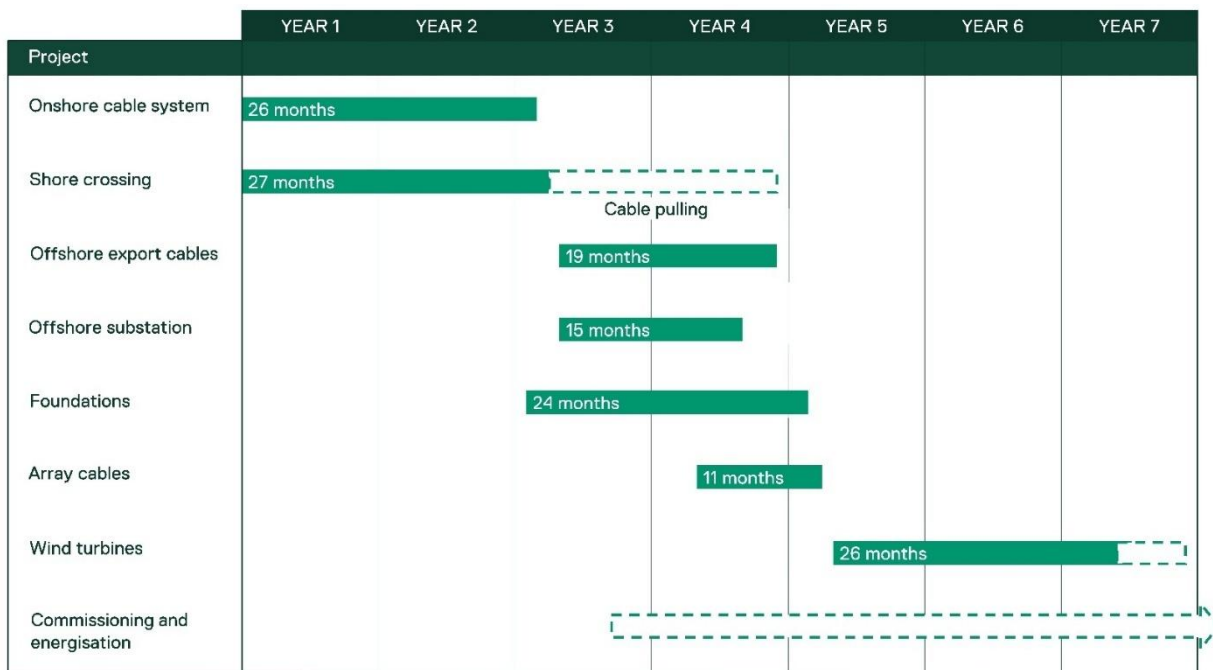 YEAR 1 YEAR 2 YEAR 3 YEAR 4 YEAR 5 YEAR 6 YEAR 7
Project
Onshore cable system 26 months
Shore crossing 27 months
Cable pulling
Offshore export cables 19 months
Offshore substation 15 months
Foundations 24 months
Array cables 11 months
Wind turbines 26 months
Commissioning and
energisation